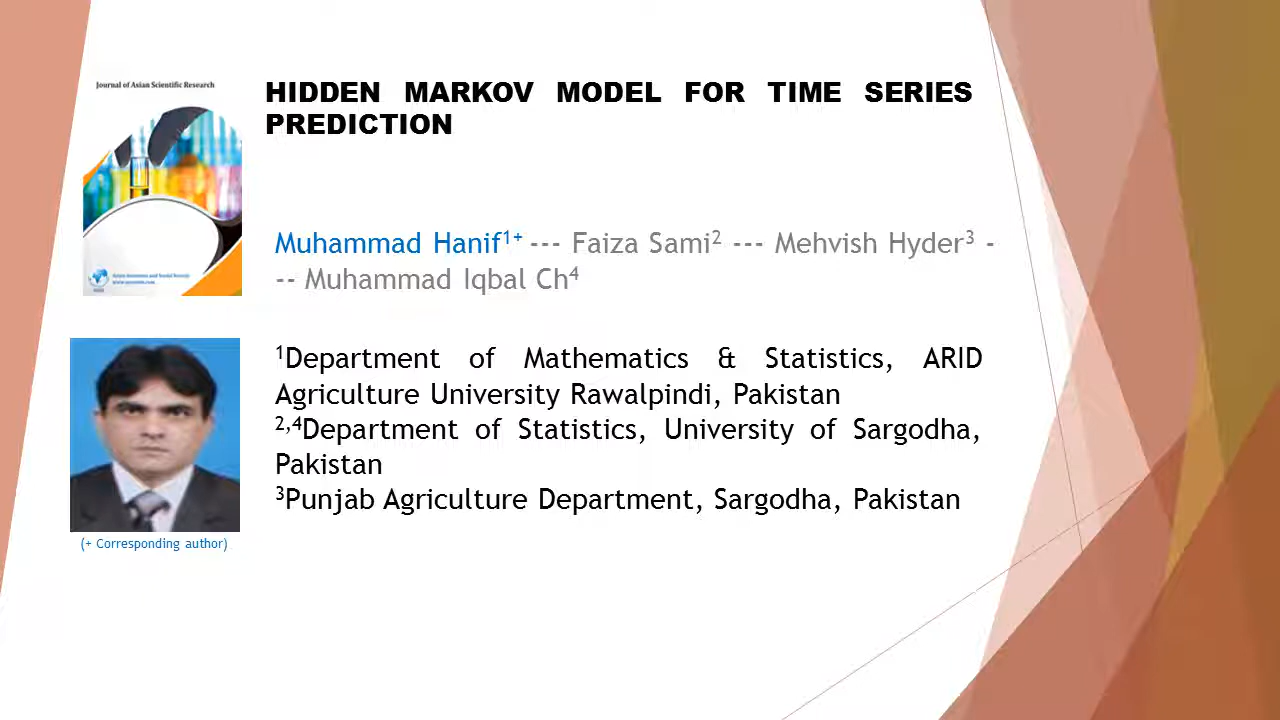 Journal of Asian Scientific Research
HIDDEN MARKOV MODEL FOR TIME SERIES
PREDICTION
Muhammad Hanif1+ --- Faiza Sami2 --- Mehvish Hyder3 -
-- Muhammad Iqbal Ch4
1Department of Mathematics & Statistics, ARID
Agriculture University Rawalpindi, Pakistan
2,4Department of Statistics, University of Sargodha,
Pakistan
3Punjab Agriculture Department, Sargodha, Pakistan
(+ Corresponding author)